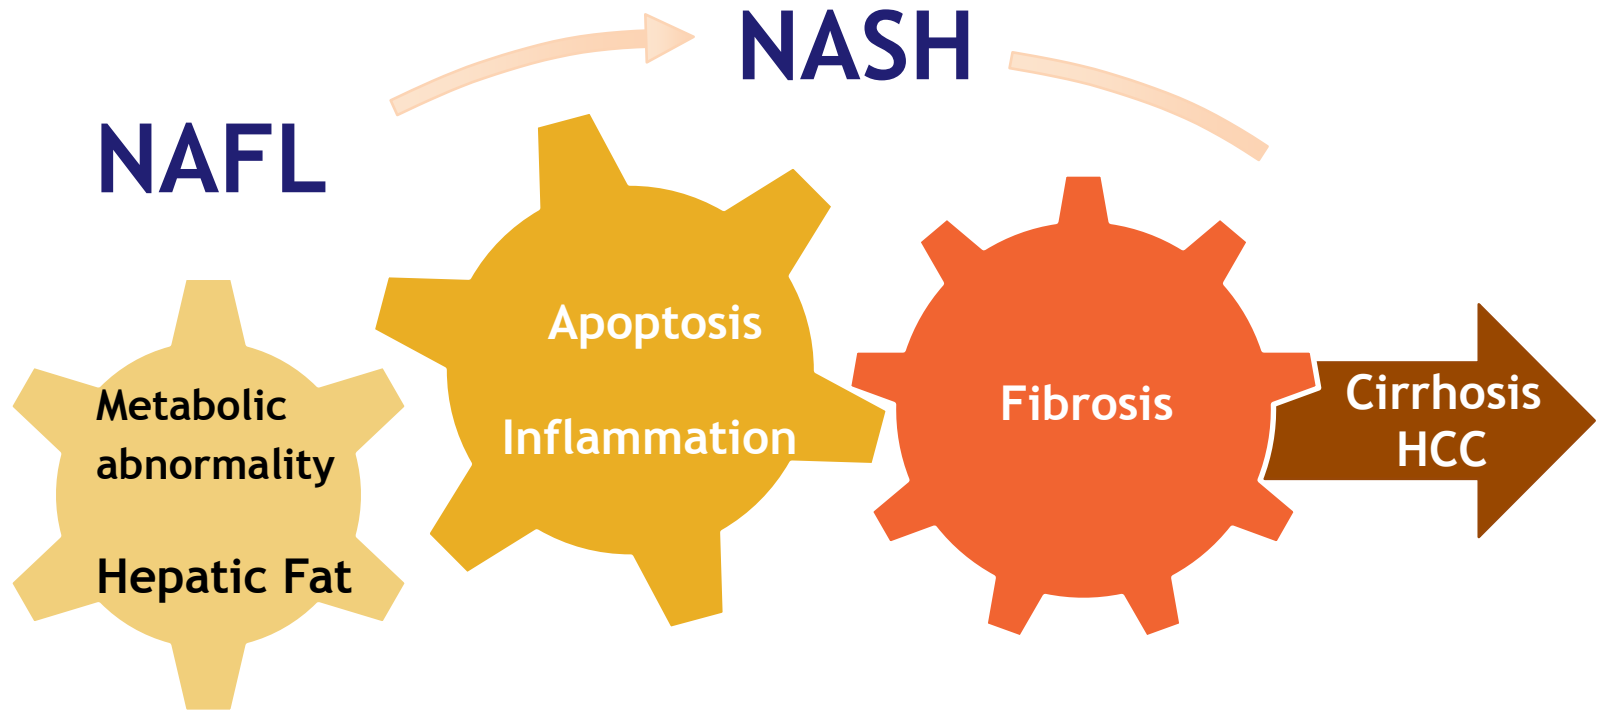 NAFL
NASH
Metabolic
abnormality
Hepatic Fat
Apoptosis
Inflammation
Fibrosis
Cirrhosis
HCC